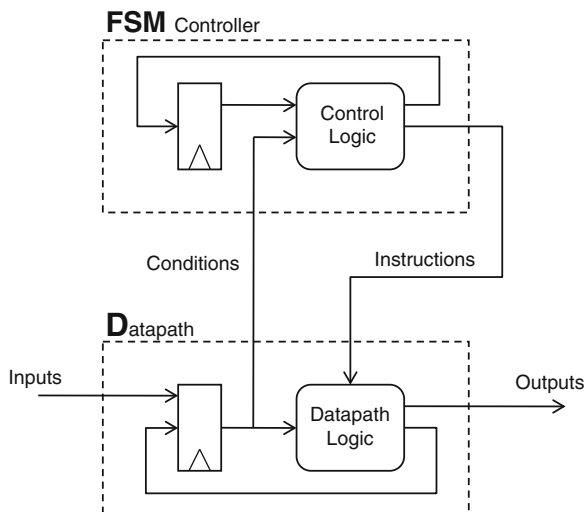 FSM Controller
Control
Logic
Conditions
Instructions
Datapath
Inputs
Outputs
Datapath
Logic